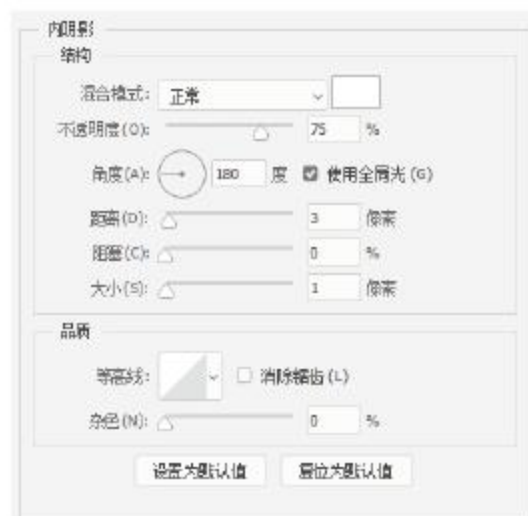 内阴影
结构
混合模式: 正常
不透明度(O): 75 %
角度(A): 180 度 使用全局光 (G)
距离(D): 3 像素
阻塞(C): 0 %
大小(S): 1 像素
品质
等高线: 消除锯齿 (L)
杂色(N): 0 %
设置为默认值 复位为默认值